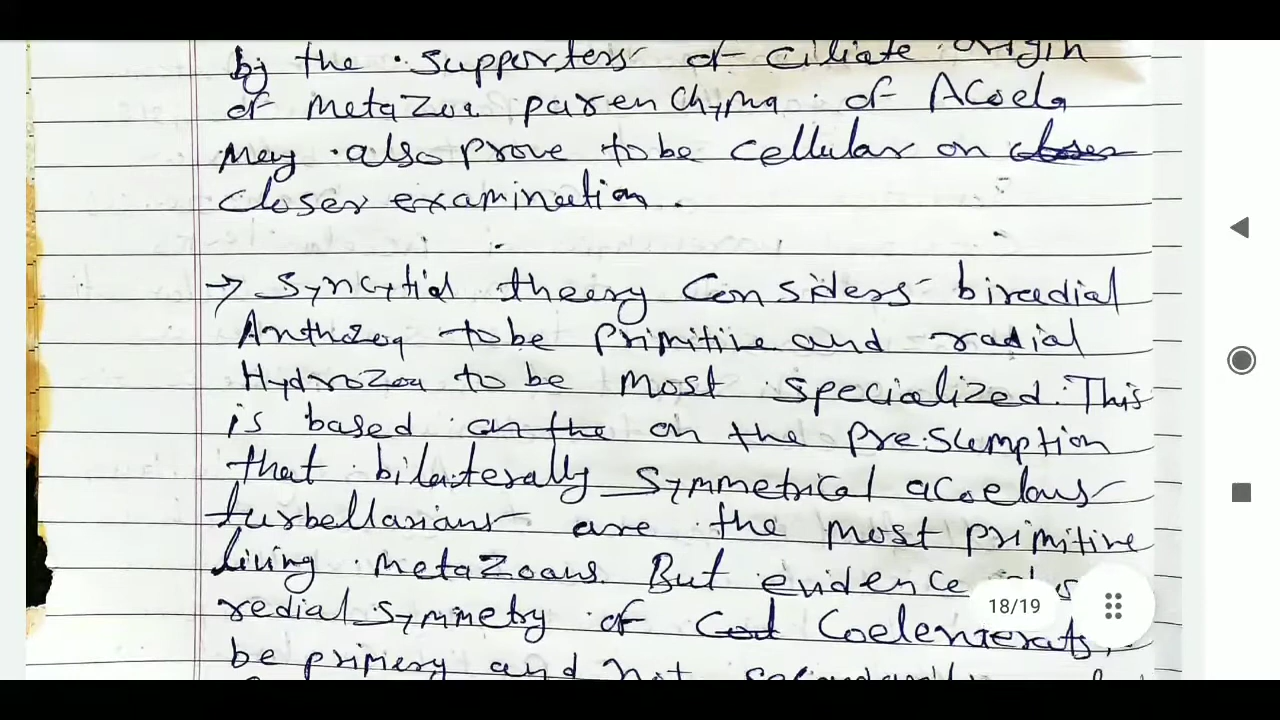 by the supporters of ciliate origin
of metazoa parenchyma of Acoela
may also prove to be cellular on closer
closer examination.
→ Syncytial theory considers biradial
Anthozoa to be primitive and radial
Hydrozoa to be most specialized. This
is based on the on the presumption
that bilaterally symmetrical acoelous
turbellarians are the most primitive
living metazoans. But evidence
redial symmetry of Coelenterats,
18/19
be primery and not